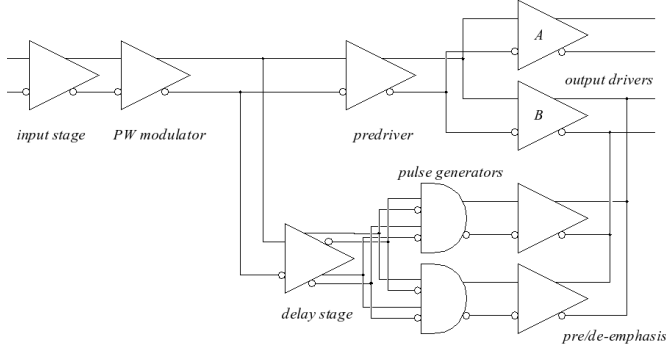 A
output drivers
input stage
PW modulator
predriver
B
pulse generators
delay stage
pre/de-emphasis